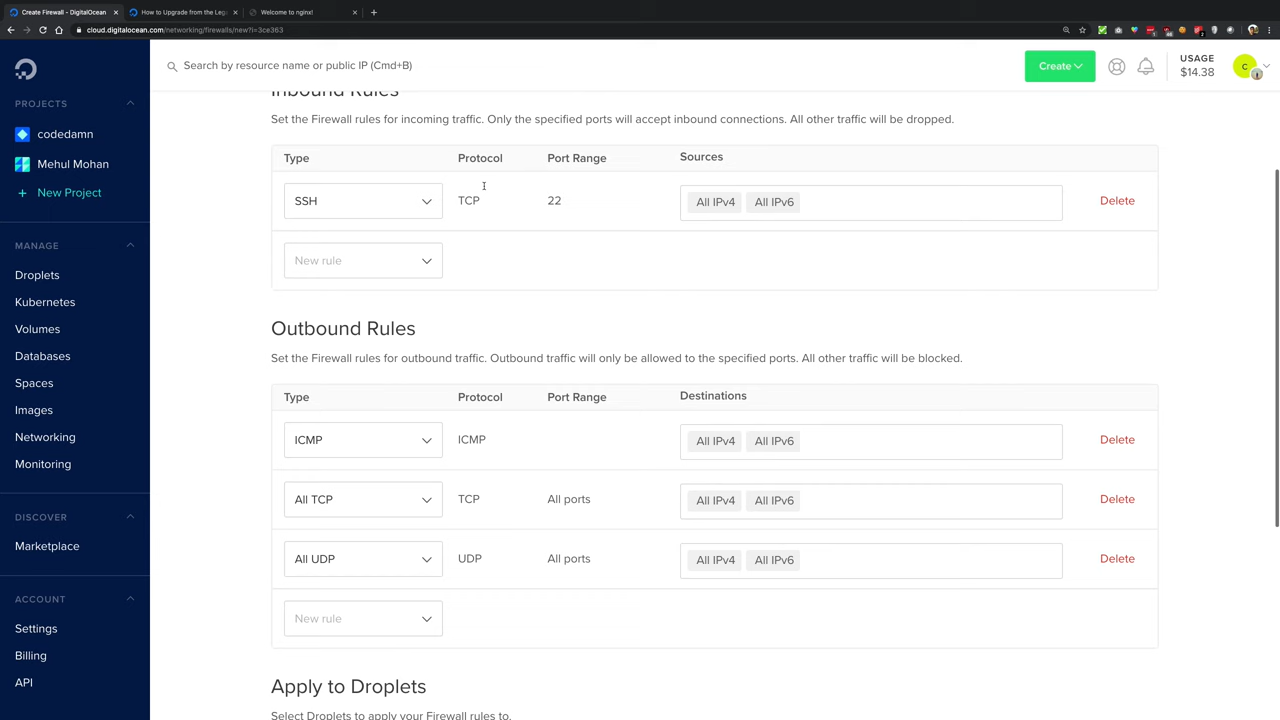 Create Firewall - DigitalOcean
How to Upgrade from the Leg
Welcome to nginx!
cloud.digitalocean.com/networking/firewalls/new?i=3ce363
Search by resource name or public IP (Cmd+B)
Create
USAGE
$14.38
C
PROJECTS
codedamn
Mehul Mohan
+ New Project
MANAGE
Droplets
Kubernetes
Volumes
Databases
Spaces
Images
Networking
Monitoring
DISCOVER
Marketplace
ACCOUNT
Settings
Billing
API
Inbound Rules
Set the Firewall rules for incoming traffic. Only the specified ports will accept inbound connections. All other traffic will be dropped.
Type Protocol Port Range Sources
SSH TCP 22 All IPv4 All IPv6 Delete
New rule
Outbound Rules
Set the Firewall rules for outbound traffic. Outbound traffic will only be allowed to the specified ports. All other traffic will be blocked.
Type Protocol Port Range Destinations
ICMP ICMP All IPv4 All IPv6 Delete
All TCP TCP All ports All IPv4 All IPv6 Delete
All UDP UDP All ports All IPv4 All IPv6 Delete
New rule
Apply to Droplets
Select Droplets to apply your Firewall rules to.